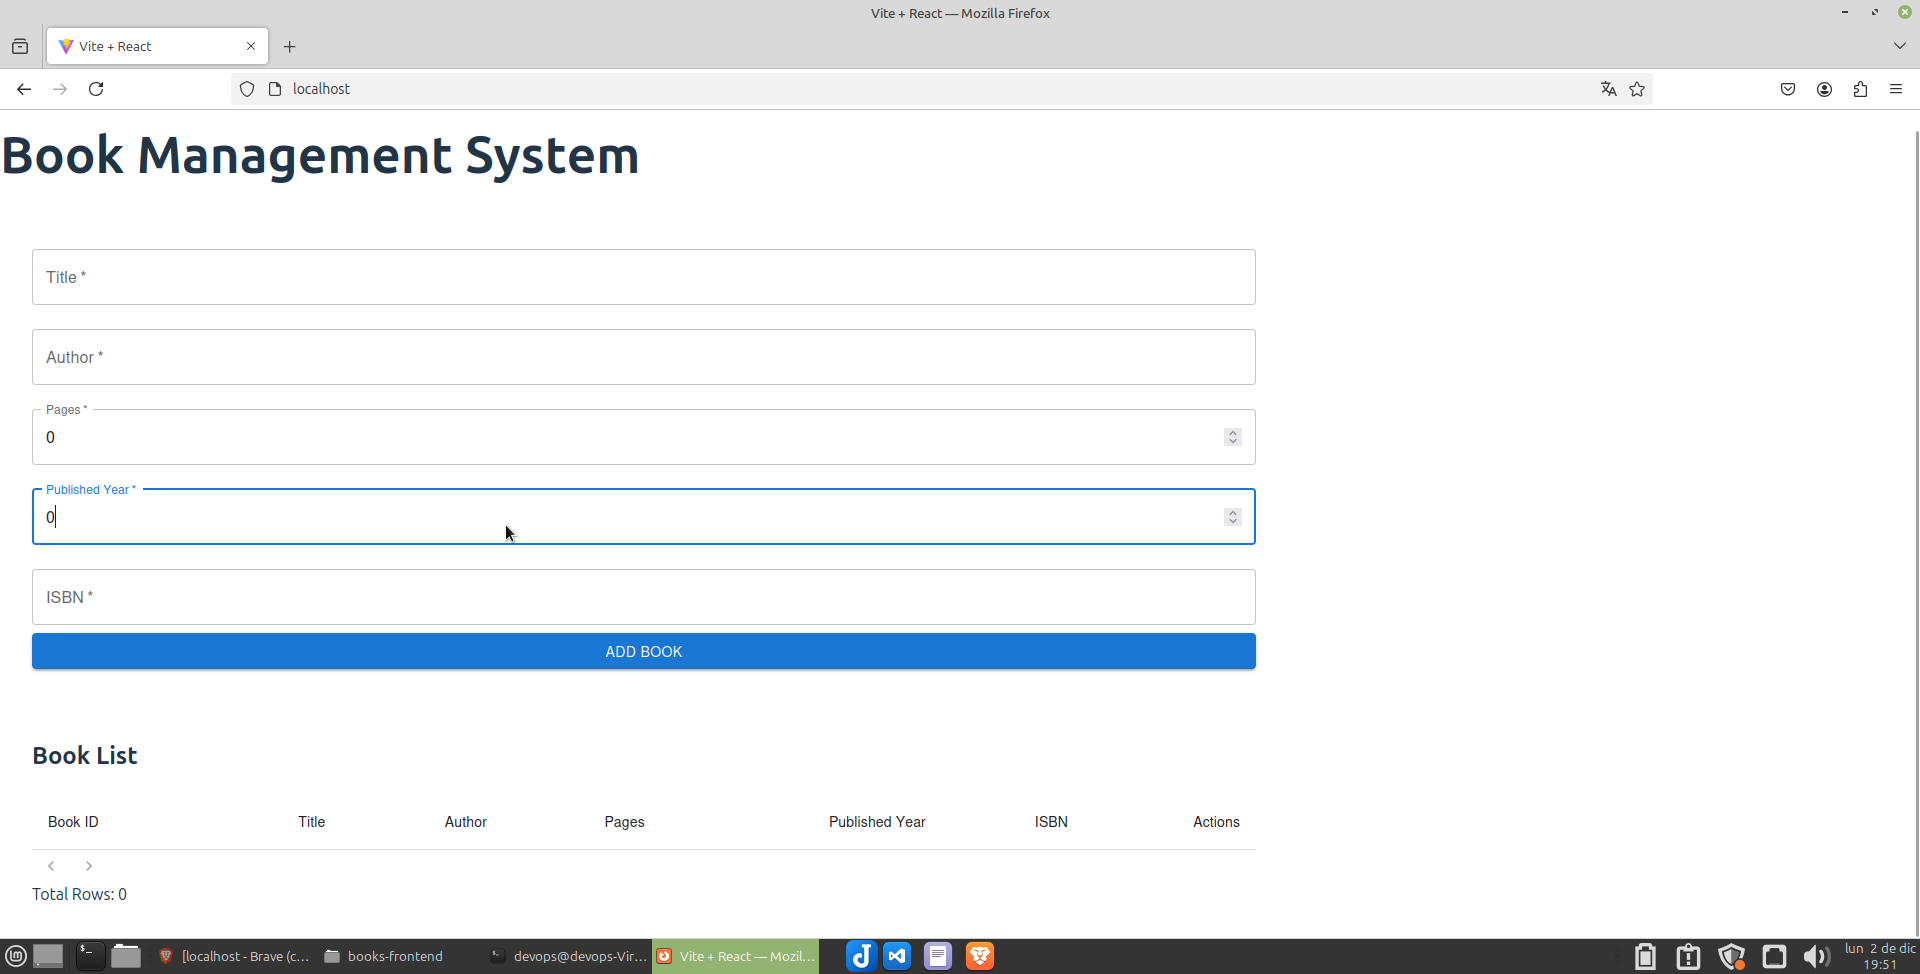 Vite + React — Mozilla Firefox
Vite + React
localhost
Book Management System
Title *
Author *
Pages *
0
Published Year *
0
ISBN *
ADD BOOK
Book List
Book ID Title Author Pages Published Year ISBN Actions
Total Rows: 0
[localhost - Brave (c... books-frontend devops@devops-Vir... Vite + React — Mozil... lun 2 de dic
19:51